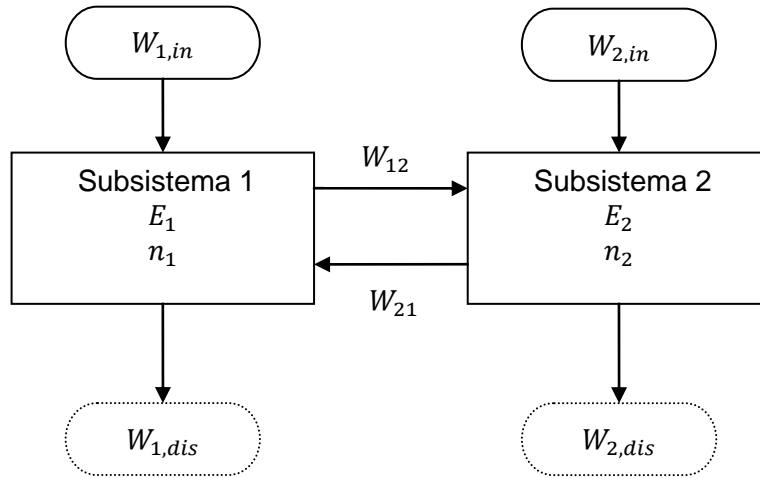 W1,in
W2,in
Subsistema 1
E1
n1
W12
Subsistema 2
E2
n2
W21
W1,dis
W2,dis